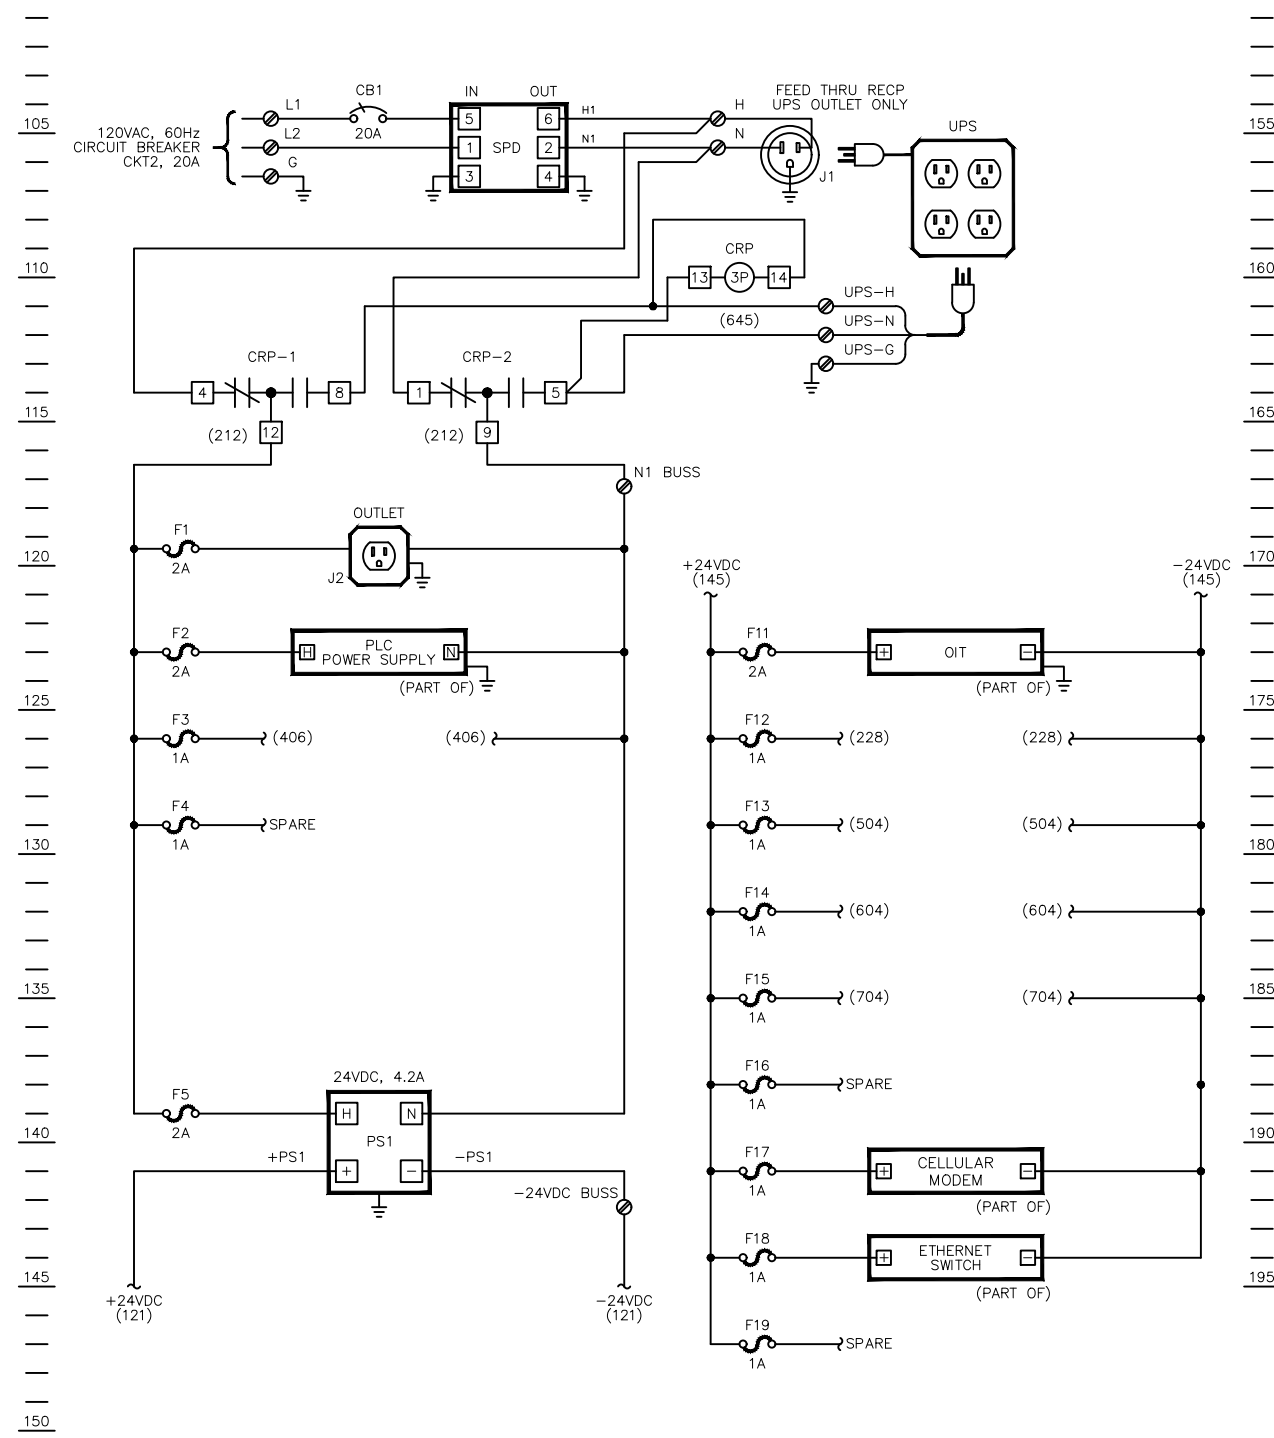 CB1
IN
OUT
FEED THRU RECP
UPS OUTLET ONLY
L1
H1
H
105
155
5
6
20A
UPS
120VAC, 60Hz
CIRCUIT BREAKER
CKT2, 20A
L2
N1
N
1
SPD
2
G
3
4
J1
CRP
110
160
13
3P
14
UPS-H
(645)
UPS-N
UPS-G
CRP-1
CRP-2
4
8
1
5
115
165
(212)
12
(212)
9
N1 BUSS
OUTLET
F1
2A
J2
120
170
+24VDC
(145)
-24VDC
(145)
F2
2A
H
PLC
POWER SUPPLY
N
(PART OF)
F11
2A
+
OIT
-
(PART OF)
125
175
F3
1A
(406)
(406)
F12
1A
(228)
(228)
F4
1A
SPARE
F13
1A
(504)
(504)
130
180
F14
1A
(604)
(604)
135
185
F15
1A
(704)
(704)
24VDC, 4.2A
F16
1A
SPARE
F5
2A
H
N
140
190
PS1
+PS1
+
-
-PS1
F17
1A
+
CELLULAR
MODEM
-
(PART OF)
-24VDC BUSS
F18
1A
+
ETHERNET
SWITCH
-
(PART OF)
145
195
+24VDC
(121)
-24VDC
(121)
F19
1A
SPARE
150